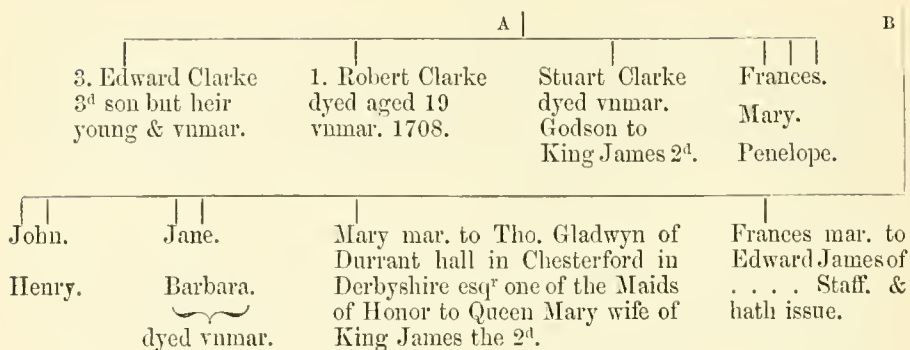 A B
3. Edward Clarke
3d son but heir
young & vnmar.
1. Robert Clarke
dyed aged 19
vnmar. 1708.
Stuart Clarke
dyed vnmar.
Godson to
King James 2d.
Frances.
Mary.
Penelope.
John.
Henry.
Jane.
Barbara.
dyed vnmar.
Mary mar. to Tho. Gladwyn of
Durrant hall in Chesterford in
Derbyshire esqr one of the Maids
of Honor to Queen Mary wife of
King James the 2d.
Frances mar. to
Edward James of
. . . . Staff. &
hath issue.